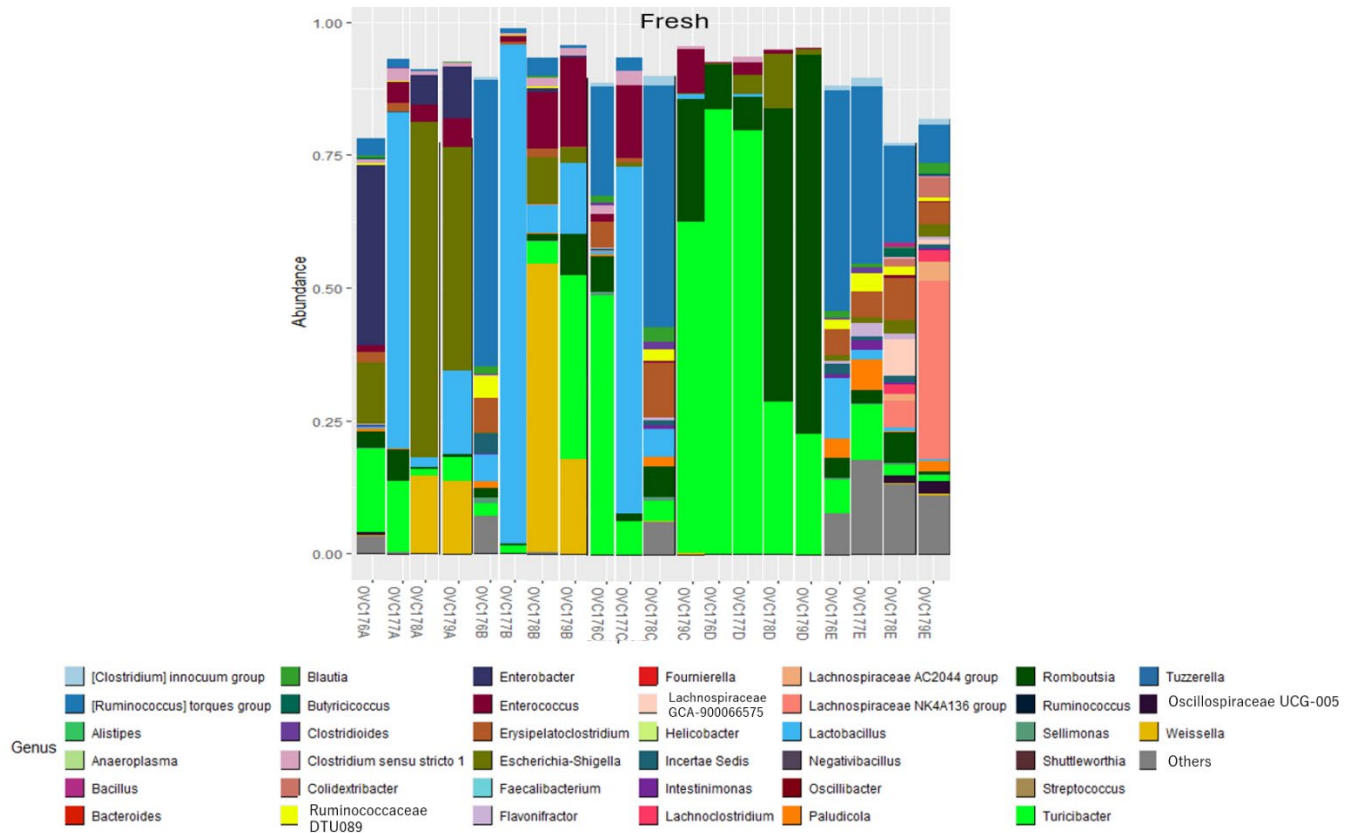 Fresh
1.00
0.75
0.50
0.25
0.00
Abundance
OVC176A
OVC177A
OVC178A
OVC179A
OVC176B
OVC177B
OVC178B
OVC179B
OVC176C
OVC177C
OVC178C
OVC179C
OVC176D
OVC177D
OVC178D
OVC179D
OVC176E
OVC177E
OVC178E
OVC179E
Genus
[Clostridium] innocuum group
[Ruminococcus] torques group
Alistipes
Anaeroplasma
Bacillus
Bacteroides
Blautia
Butyricicoccus
Clostridioides
Clostridium sensu stricto 1
Colidextribacter
Ruminococcaceae
DTU089
Enterobacter
Enterococcus
Erysipelatoclostridium
Escherichia-Shigella
Faecalibacterium
Flavonifractor
Fournierella
Lachnospiraceae
GCA-900066575
Helicobacter
Incertae Sedis
Intestinimonas
Lachnoclostridium
Lachnospiraceae AC2044 group
Lachnospiraceae NK4A136 group
Lactobacillus
Negativibacillus
Oscillibacter
Paludicola
Romboutsia
Ruminococcus
Sellimonas
Shuttleworthia
Streptococcus
Turicibacter
Tuzzerella
Oscillospiraceae UCG-005
Weissella
Others